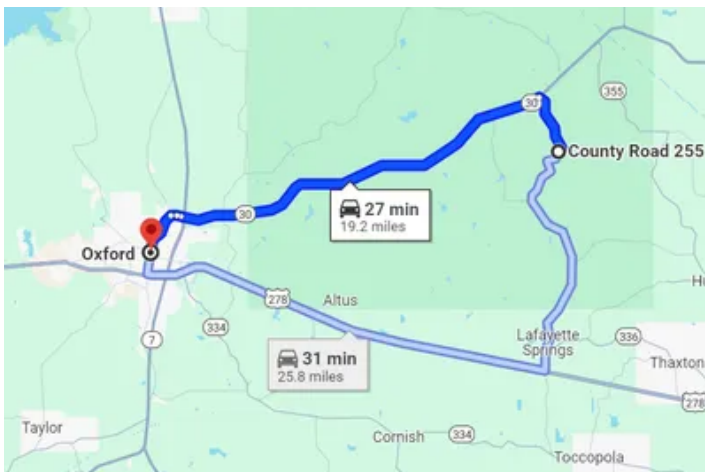 355
30
County Road 255
27 min
19.2 miles
30
Oxford
278
Altus
334
7
Lafayette
Springs
336
31 min
25.8 miles
Thaxton
278
Taylor
Cornish
334
Toccopola